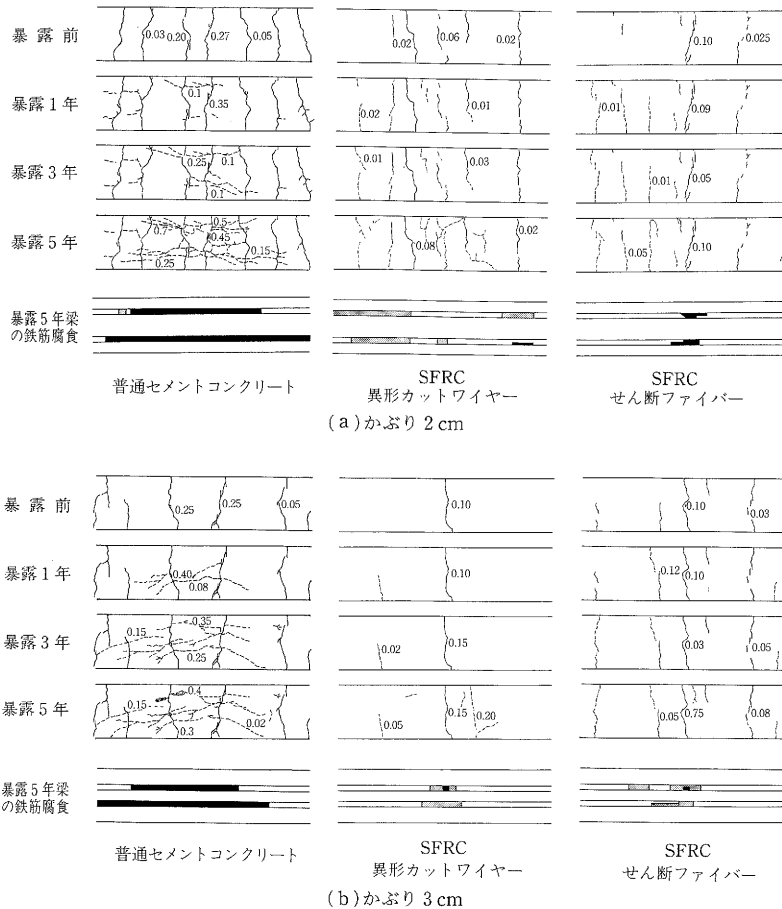 暴露前
0.03 0.20 0.27 0.05
0.02 0.06 0.02
0.10 0.025
暴露1年
0.1
0.35
0.02 0.01
0.01 0.09
暴露3年
0.25 0.1
0.1
0.01 0.03
0.01 0.05
暴露5年
0.5
0.7 0.45
0.15
0.25
0.08 0.02
0.05 0.10
暴露5年梁
の鉄筋腐食
普通セメントコンクリート
SFRC
異形カットワイヤー
SFRC
せん断ファイバー
(a)かぶり2cm
暴露前
0.25 0.25 0.05
0.10
0.10 0.03
暴露1年
0.40
0.08
0.10
0.12 0.10
暴露3年
0.35
0.15
0.25
0.02 0.15
0.03 0.05
暴露5年
0.4
0.15
0.02
0.3
0.05 0.15 0.20
0.05 0.75 0.08
暴露5年梁
の鉄筋腐食
普通セメントコンクリート
SFRC
異形カットワイヤー
SFRC
せん断ファイバー
(b)かぶり3cm